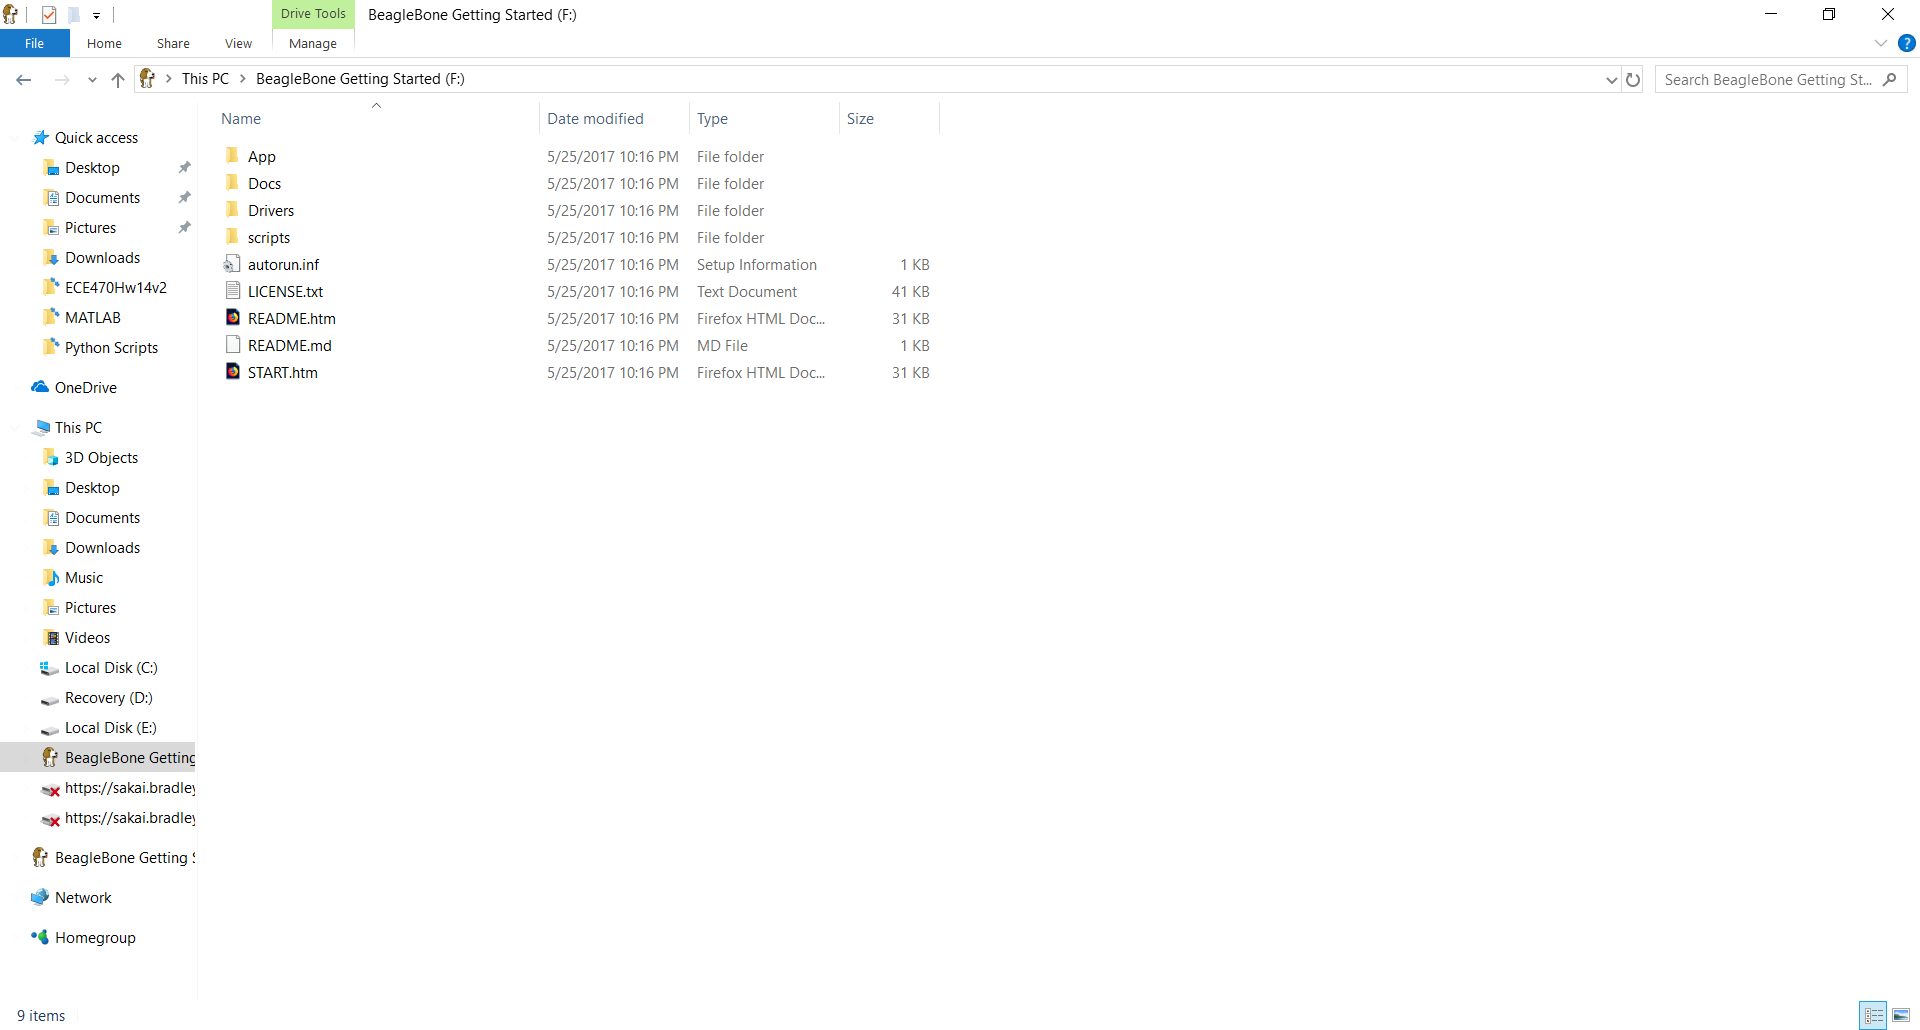 Drive Tools BeagleBone Getting Started (F:)
File Home Share View Manage
This PC BeagleBone Getting Started (F:) Search BeagleBone Getting St...
Name Date modified Type Size
App 5/25/2017 10:16 PM File folder
Docs 5/25/2017 10:16 PM File folder
Drivers 5/25/2017 10:16 PM File folder
scripts 5/25/2017 10:16 PM File folder
autorun.inf 5/25/2017 10:16 PM Setup Information 1 KB
LICENSE.txt 5/25/2017 10:16 PM Text Document 41 KB
README.htm 5/25/2017 10:16 PM Firefox HTML Doc... 31 KB
README.md 5/25/2017 10:16 PM MD File 1 KB
START.htm 5/25/2017 10:16 PM Firefox HTML Doc... 31 KB
Quick access
Desktop
Documents
Pictures
Downloads
ECE470Hw14v2
MATLAB
Python Scripts
OneDrive
This PC
3D Objects
Desktop
Documents
Downloads
Music
Pictures
Videos
Local Disk (C:)
Recovery (D:)
Local Disk (E:)
BeagleBone Getting
https://sakai.bradley
https://sakai.bradley
BeagleBone Getting S
Network
Homegroup
9 items